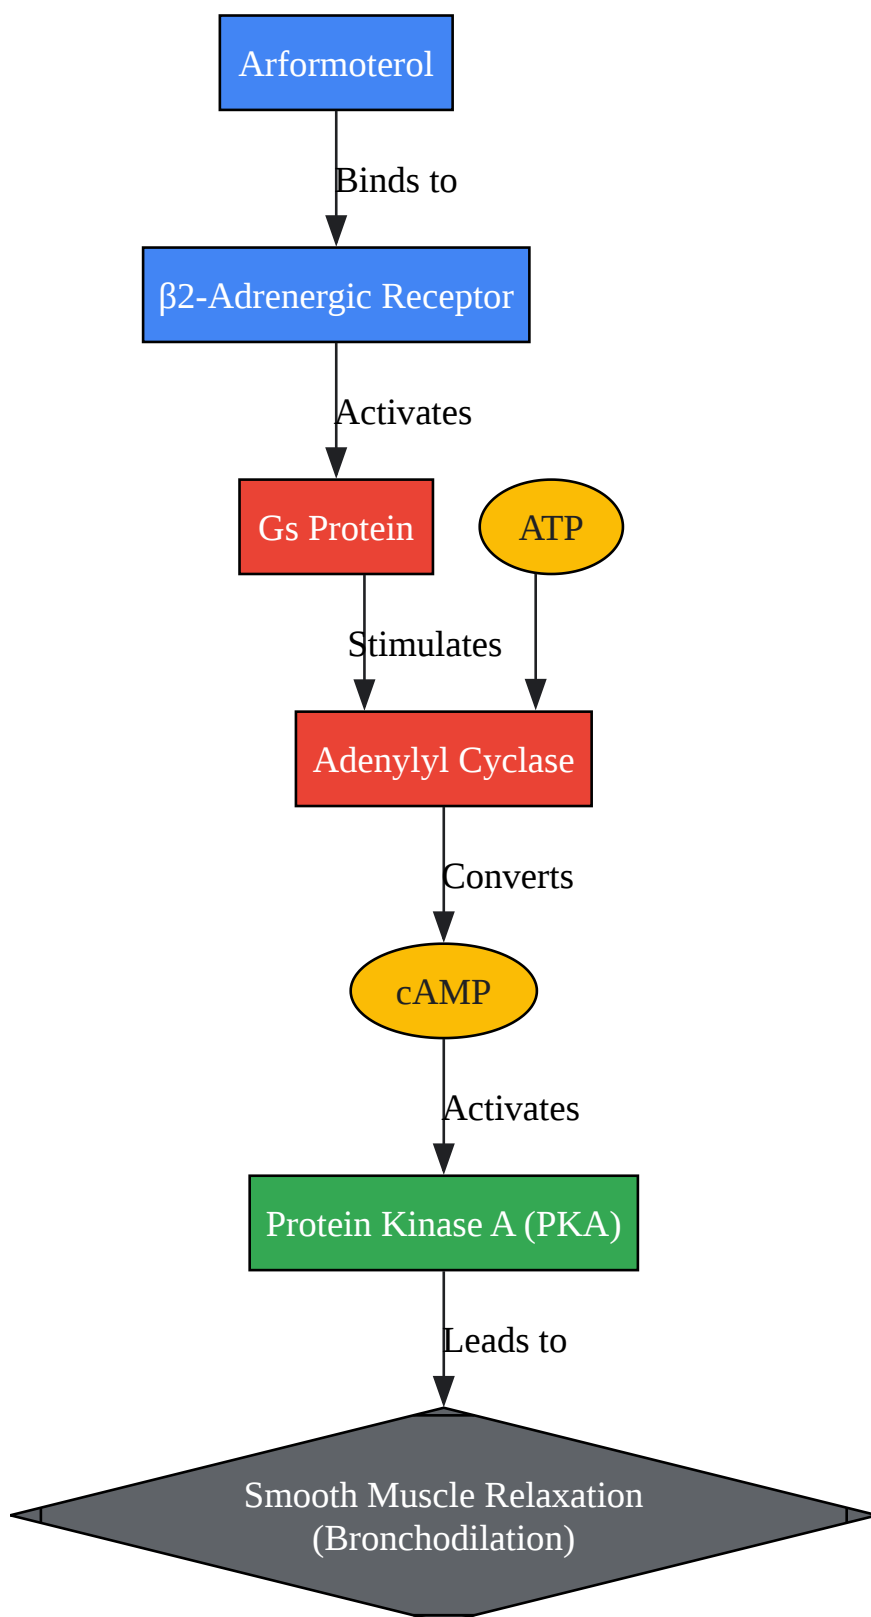 Arformoterol
Binds to
β2-Adrenergic Receptor
Activates
Gs Protein
ATP
Stimulates
Adenylyl Cyclase
Converts
cAMP
Activates
Protein Kinase A (PKA)
Leads to
Smooth Muscle Relaxation
(Bronchodilation)